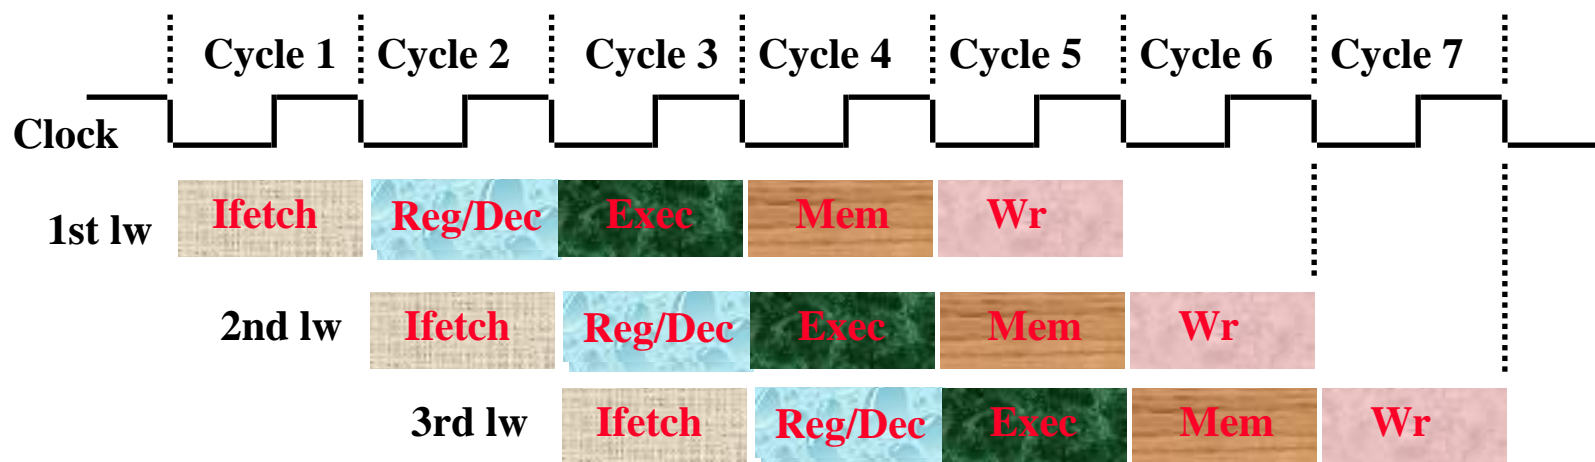 Cycle 1 Cycle 2 Cycle 3 Cycle 4 Cycle 5 Cycle 6 Cycle 7
Clock
1st lw Ifetch Reg/Dec Exec Mem Wr
2nd lw Ifetch Reg/Dec Exec Mem Wr
3rd lw Ifetch Reg/Dec Exec Mem Wr